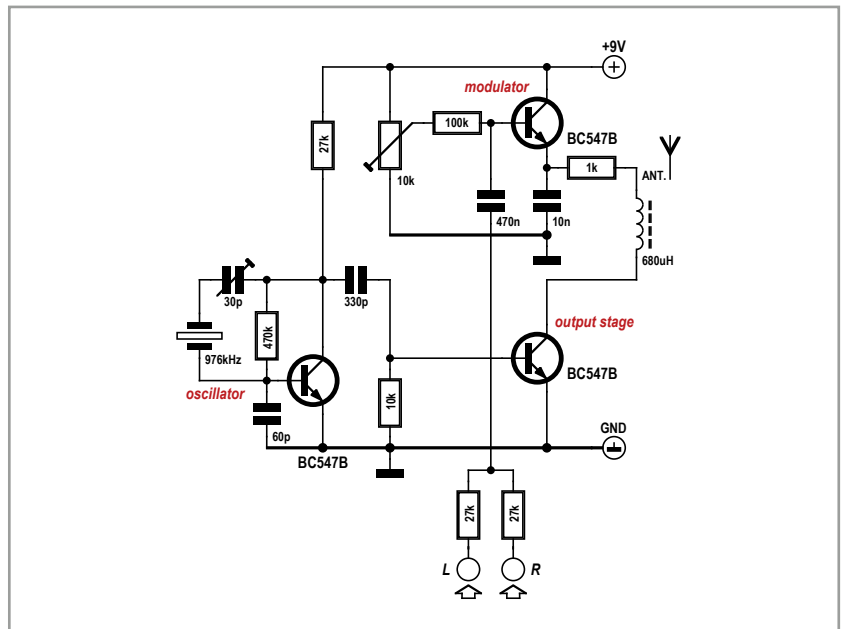 +9V
modulator
27k
100k
BC547B
10k
1k
ANT.
470n
10n
680uH
30p
330p
output stage
470k
976kHz
BC547B
oscillator
10k
60p
GND
BC547B
27k
27k
L
R